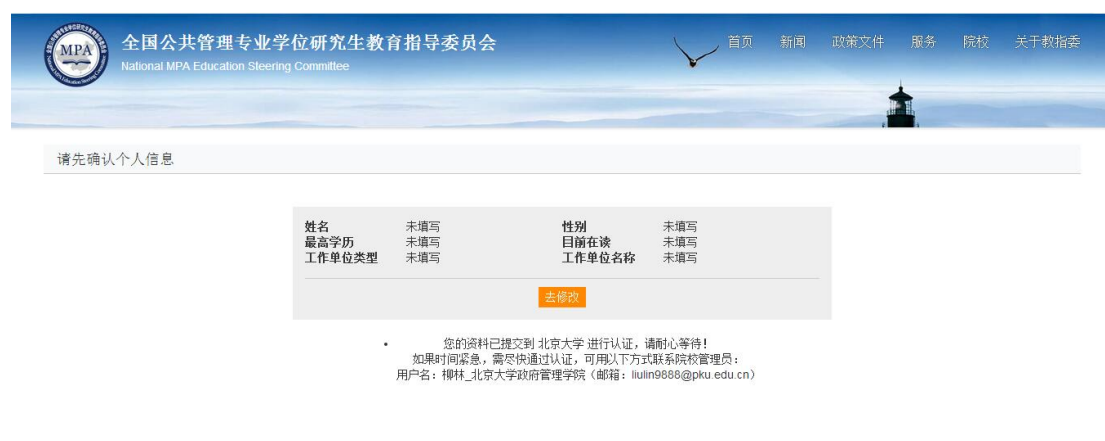 MPA
全国公共管理专业学位研究生教育指导委员会
National MPA Education Steering Committee
首页 新闻 政策文件 服务 院校 关于教指委
请先确认个人信息
姓名 未填写 性别 未填写
最高学历 未填写 目前在读 未填写
工作单位类型 未填写 工作单位名称 未填写
去修改
• 您的资料已提交到 北京大学 进行认证，请耐心等待！
如果时间紧急，需尽快通过认证，可用以下方式联系院校管理员：
用户名：柳林_北京大学政府管理学院（邮箱：liulin9888@pku.edu.cn）